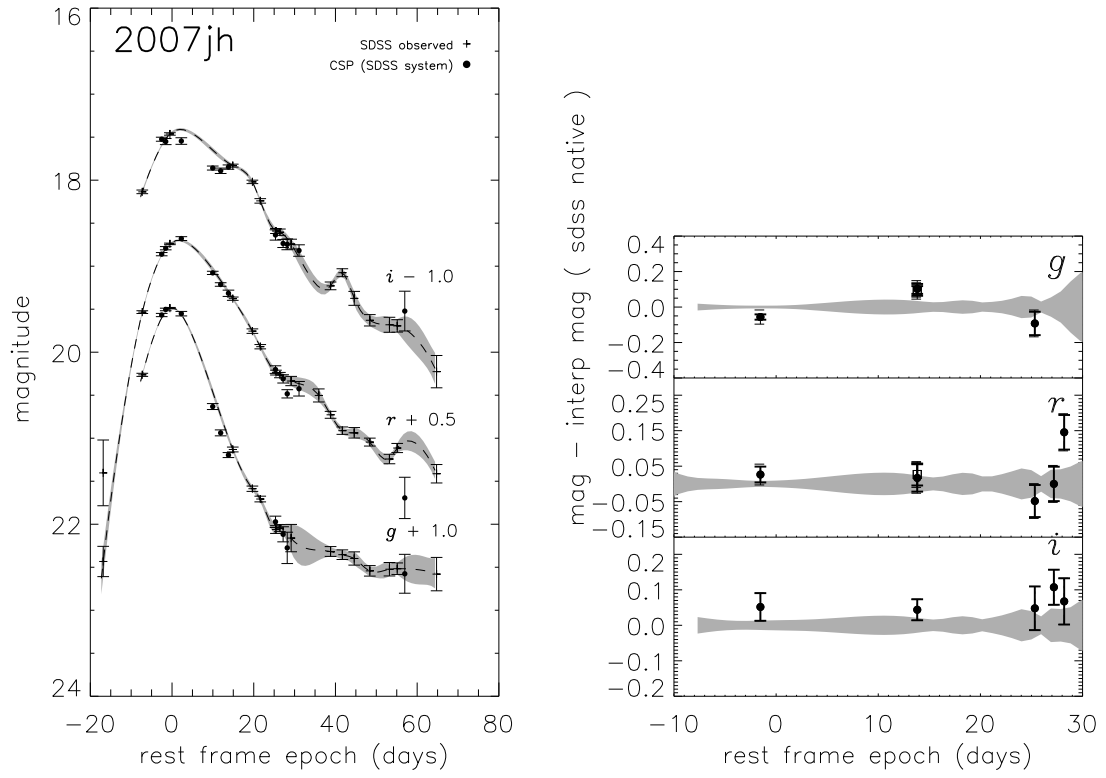 2007jh
SDSS observed +
CSP (SDSS system) ●
16
18
20
22
24
magnitude
i − 1.0
r + 0.5
g + 1.0
−20 0 20 40 60 80
rest frame epoch (days)
mag − interp mag ( sdss native )
g
0.4
0.2
0.0
−0.2
−0.4
r
0.25
0.15
0.05
−0.05
−0.15
i
0.2
0.1
0.0
−0.1
−0.2
−10 0 10 20 30
rest frame epoch (days)